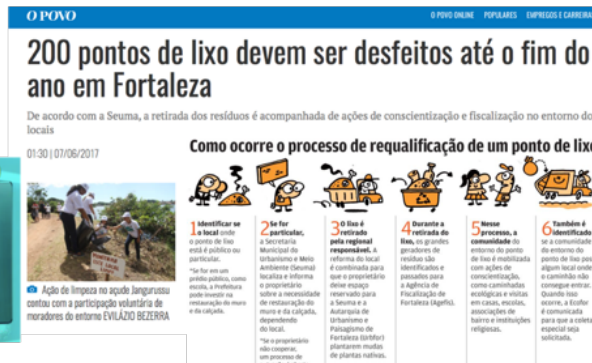 O POVO
O POVO ONLINE POPULARES EMPREGOS E CARREIRAS
200 pontos de lixo devem ser desfeitos até o fim do
ano em Fortaleza
De acordo com a Seuma, a retirada dos resíduos é acompanhada de ações de conscientização e fiscalização no entorno do
locais
01:30 | 07/06/2017
Ação de limpeza no açude Jangurussu
contou com a participação voluntária de
moradores do entorno EVILÁZIO BEZERRA
Como ocorre o processo de requalificação de um ponto de lixo
1 Identificar se
o local onde
o ponto de lixo
está é público ou
particular.
*Se for em um
prédio público, como
escola, a Prefeitura
pode investir na
restauração do muro
e da calçada.
2 Se for
particular,
a Secretaria
Municipal do
Urbanismo e Meio
Ambiente (Seuma)
localiza e informa
o proprietário
sobre a necessidade
de restauração do
muro e da calçada,
dependendo
do local.
*Se o proprietário
não cooperar,
um processo de
3 O lixo é
retirado
pela regional
responsável. A
reforma do local
é combinada para
que o proprietário
deixe espaço
reservado para
a Seuma e a
Autarquia de
Urbanismo e
Paisagismo de
Fortaleza (Urbfor)
plantarem mudas
de plantas nativas.
4 Durante a
retirada do
lixo, os grandes
geradores de
resíduo são
identificados e
passados para
a Agência de
Fiscalização de
Fortaleza (Agefis).
5 Nesse
processo, a
comunidade do
entorno do ponto
de lixo é mobilizada
com ações de
conscientização,
como caminhadas
ecológicas e visitas
em casas, escolas,
associações de
bairro e instituições
religiosas.
6 Também é
identificado
se a comunidade
do entorno do
ponto de lixo pos
algum local onde
o caminhão não
consegue entrar.
Quando isso
ocorre, a Ecofor
é comunicada
para que a coleta
especial seja
solicitada.